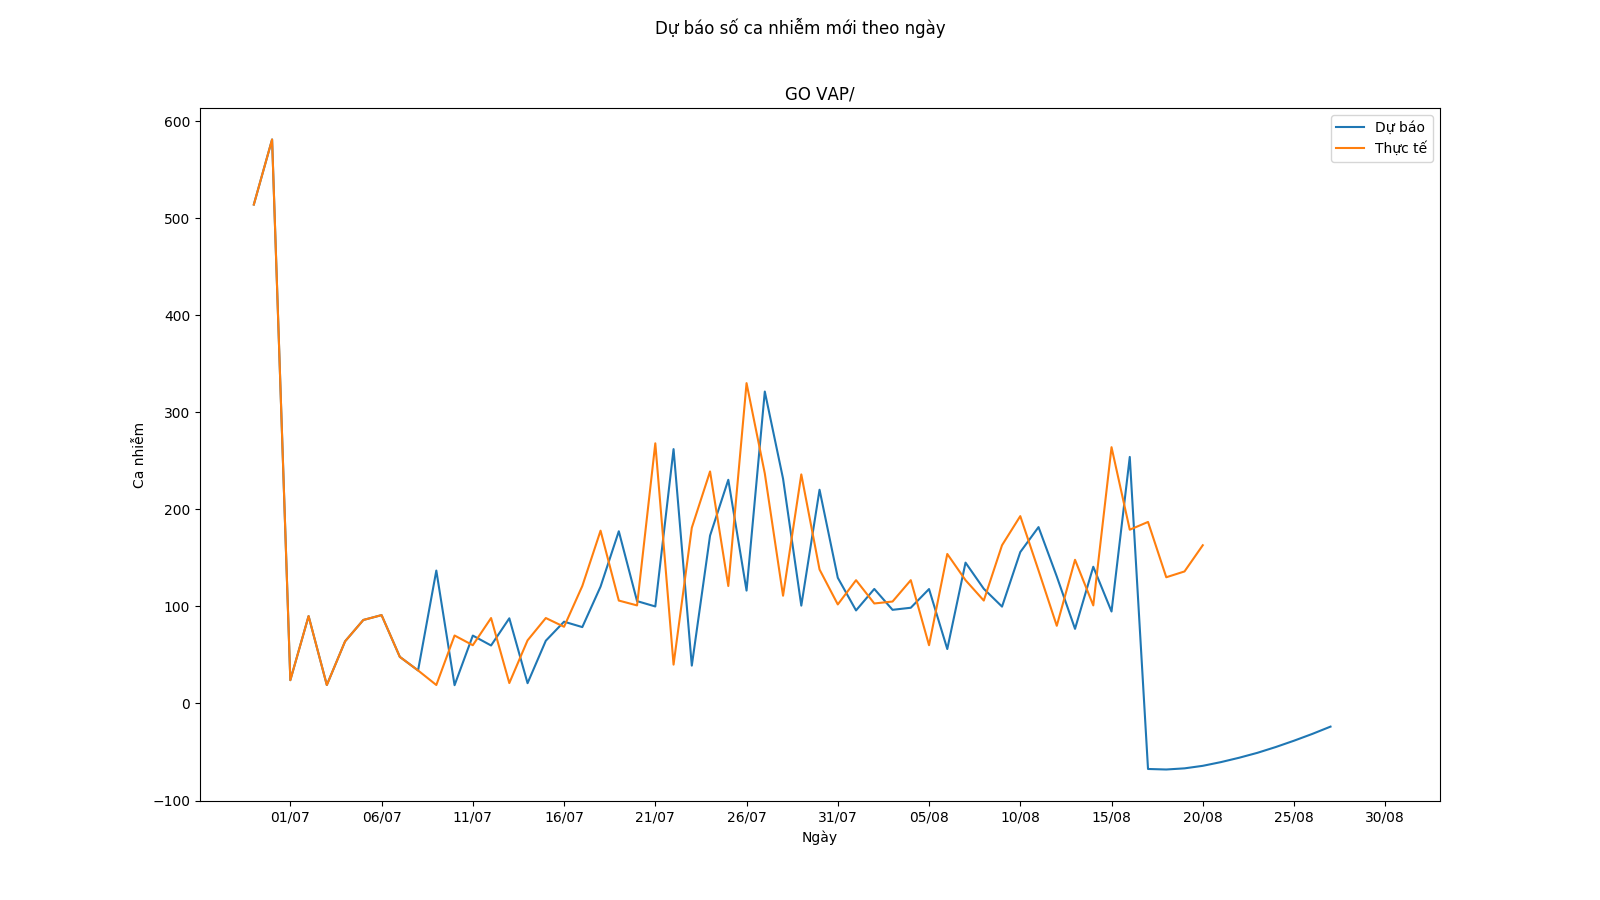 Dự báo số ca nhiễm mới theo ngày
GO VAP/
Dự báo
Thực tế
600
500
400
300
200
100
0
−100
Ca nhiễm
01/07 06/07 11/07 16/07 21/07 26/07 31/07 05/08 10/08 15/08 20/08 25/08 30/08
Ngày